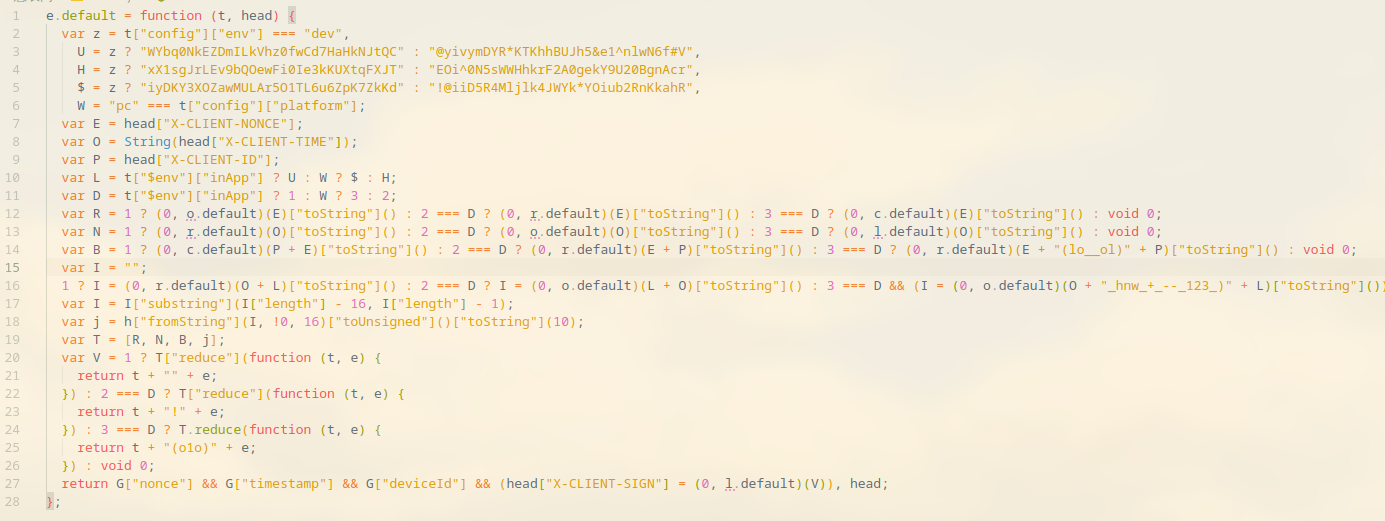 1 e.default = function (t, head) {
2 var z = t["config"]["env"] === "dev",
3 U = z ? "WYbq0NkEZDmILkVhz0fwCd7HaHkNJtQC" : "@yivymDYR*KTKhhBUJh5&e1^nlwN6f#V",
4 H = z ? "xX1sgJrLEv9bQOewFi0Ie3kKUXtqFXJT" : "EOi^0N5sWWHhkrF2A0gekY9U20BgnAcr",
5 $ = z ? "iyDKY3XOZawMULAr5O1TL6u6ZpK7ZkKd" : "!@iiD5R4Mljlk4JWYk*YOiub2RnKkahR",
6 W = "pc" === t["config"]["platform"];
7 var E = head["X-CLIENT-NONCE"];
8 var O = String(head["X-CLIENT-TIME"]);
9 var P = head["X-CLIENT-ID"];
10 var L = t["$env"]["inApp"] ? U : W ? $ : H;
11 var D = t["$env"]["inApp"] ? 1 : W ? 3 : 2;
12 var R = 1 ? (0, o.default)(E)["toString"]() : 2 === D ? (0, r.default)(E)["toString"]() : 3 === D ? (0, c.default)(E)["toString"]() : void 0;
13 var N = 1 ? (0, r.default)(O)["toString"]() : 2 === D ? (0, o.default)(O)["toString"]() : 3 === D ? (0, l.default)(O)["toString"]() : void 0;
14 var B = 1 ? (0, c.default)(P + E)["toString"]() : 2 === D ? (0, r.default)(E + P)["toString"]() : 3 === D ? (0, r.default)(E + "(lo__ol)" + P)["toString"]() : void 0;
15 var I = "";
16 1 ? I = (0, r.default)(O + L)["toString"]() : 2 === D ? I = (0, o.default)(L + O)["toString"]() : 3 === D && (I = (0, o.default)(O + "_hnw_+_--_123_)" + L)["toString"]())
17 var I = I["substring"](I["length"] - 16, I["length"] - 1);
18 var j = h["fromString"](I, !0, 16)["toUnsigned"]()["toString"](10);
19 var T = [R, N, B, j];
20 var V = 1 ? T["reduce"](function (t, e) {
21 return t + "" + e;
22 }) : 2 === D ? T["reduce"](function (t, e) {
23 return t + "!" + e;
24 }) : 3 === D ? T.reduce(function (t, e) {
25 return t + "(o1o)" + e;
26 }) : void 0;
27 return G["nonce"] && G["timestamp"] && G["deviceId"] && (head["X-CLIENT-SIGN"] = (0, l.default)(V)), head;
28 };